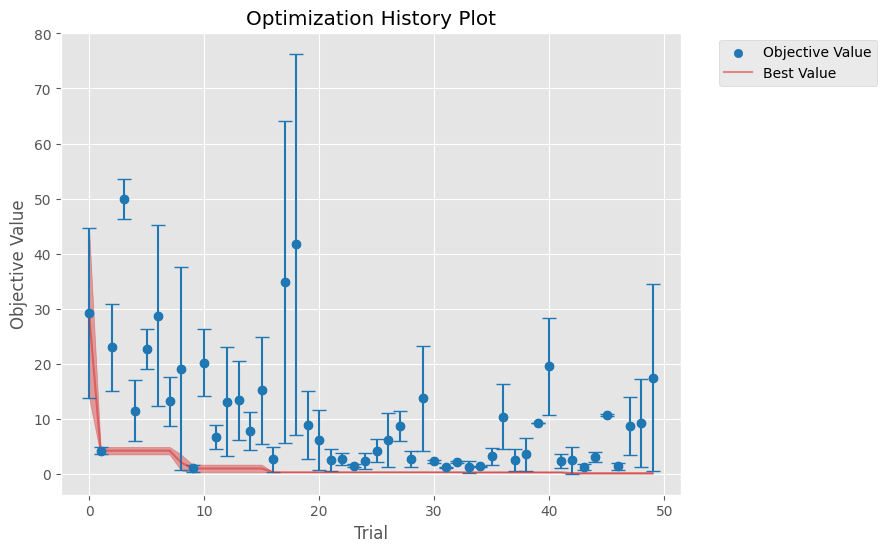 Optimization History Plot
Objective Value
Best Value
Objective Value
80
70
60
50
40
30
20
10
0
0 10 20 30 40 50
Trial